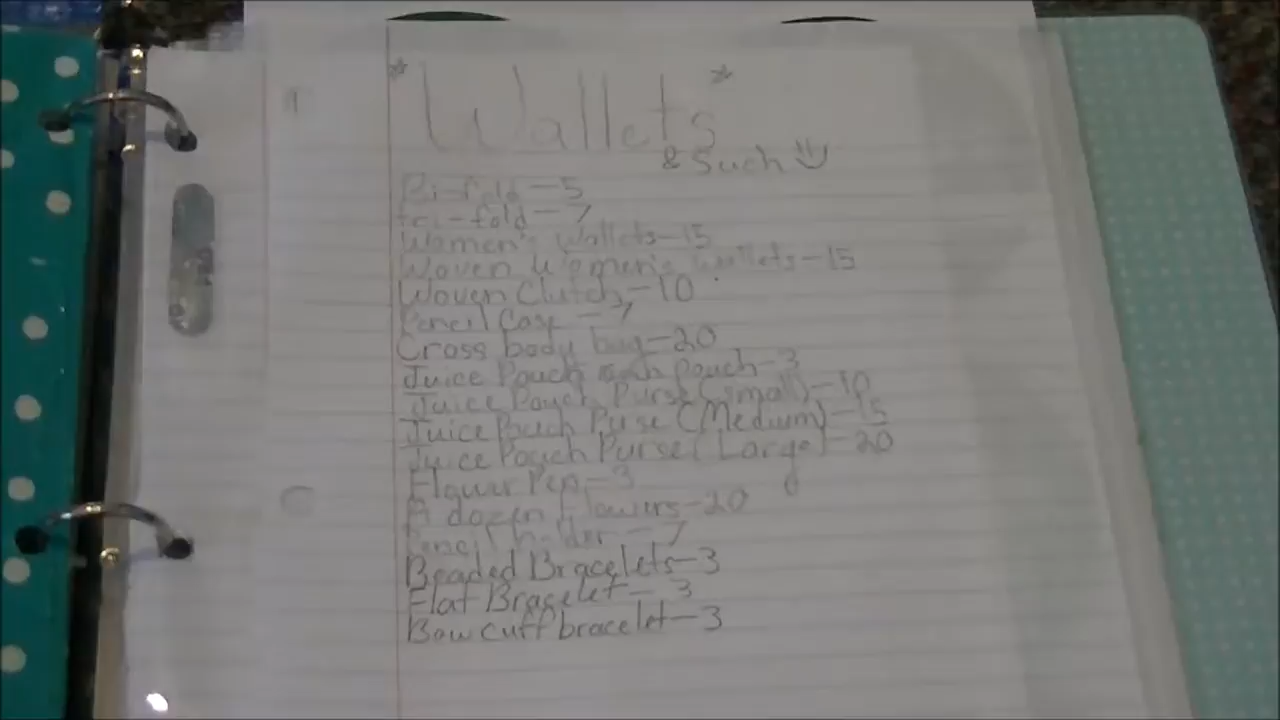 *Wallets*
& Such
Bi-fold-5
tri-fold-7
Women's Wallets-15
Woven Women's Wallets-15
Woven Clutch-10
Pencil Case-7
Cross body bag-20
Juice Pouch pouch-3
Juice Pouch Purse (small)-10
Juice Pouch Purse (Medium)-15
Juice Pouch Purse (Large)-20
Flower Pen-3
A dozen Flowers-20
Pencil holder-7
Beaded Bracelets-3
Flat Bracelet-3
Bow cuff bracelet-3